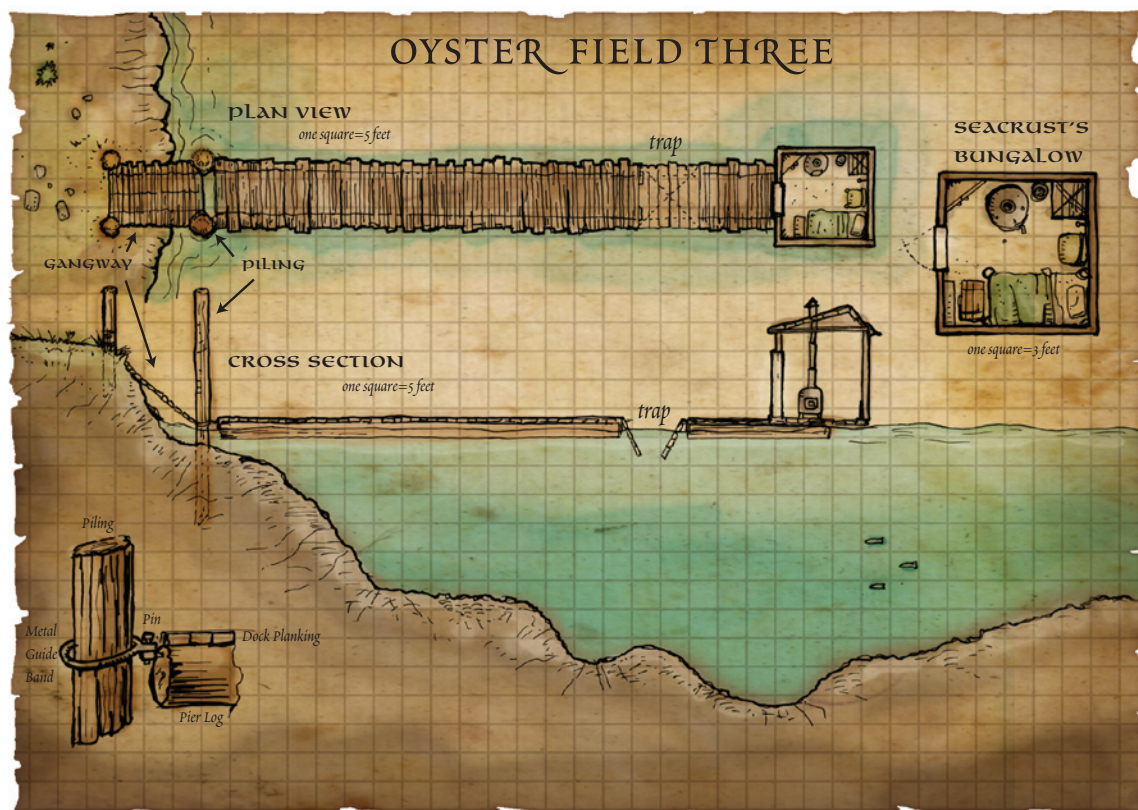 OYSTER FIELD THREE
PLAN VIEW
one square=5 feet
trap
SEACRUST'S
BUNGALOW
GANGWAY
PILING
one square=3 feet
CROSS SECTION
one square=5 feet
trap
Piling
Pin
Metal
Guide
Band
Dock Planking
Pier Log